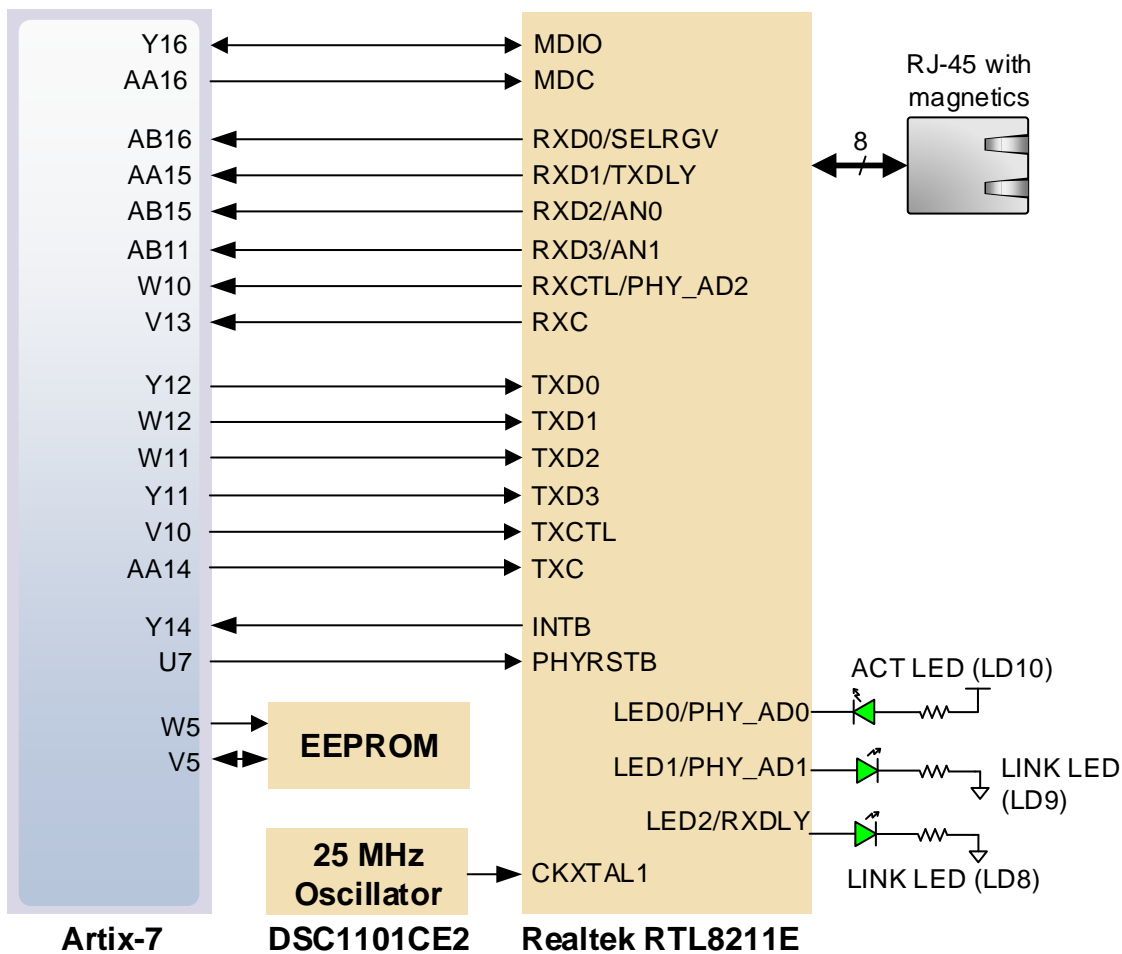 Y16 MDIO
AA16 MDC
RJ-45 with
magnetics
8
AB16 RXD0/SELRGV
AA15 RXD1/TXDLY
AB15 RXD2/AN0
AB11 RXD3/AN1
W10 RXCTL/PHY_AD2
V13 RXC
Y12 TXD0
W12 TXD1
W11 TXD2
Y11 TXD3
V10 TXCTL
AA14 TXC
Y14 INTB
U7 PHYRSTB
W5
V5
EEPROM
LED0/PHY_AD0
ACT LED (LD10)
LED1/PHY_AD1
LINK LED
(LD9)
LED2/RXDLY
LINK LED (LD8)
25 MHz
Oscillator
CKXTAL1
Artix-7 DSC1101CE2 Realtek RTL8211E